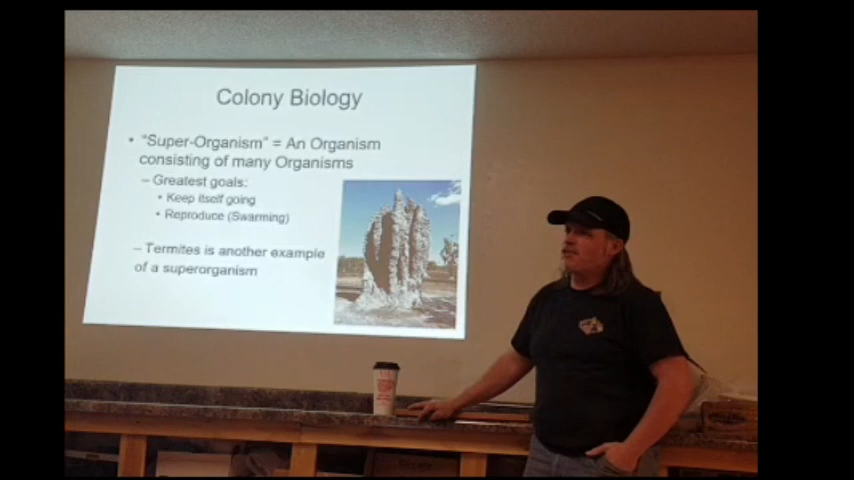 Colony Biology
• "Super-Organism" = An Organism
consisting of many Organisms
– Greatest goals:
• Keep itself going
• Reproduce (Swarming)
– Termites is another example
of a superorganism